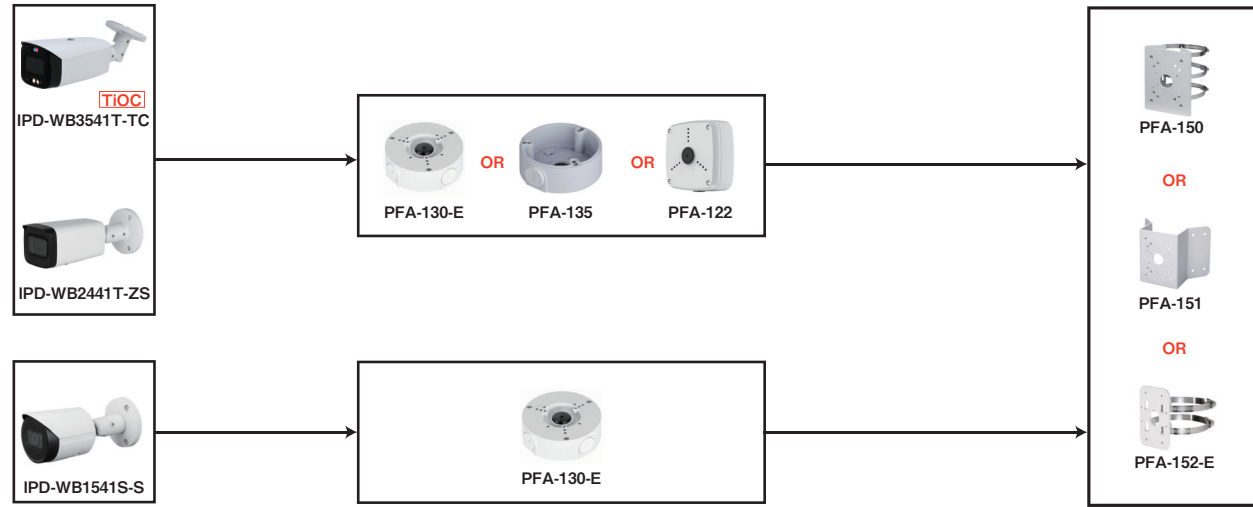 TiOC
IPD-WB3541T-TC
IPD-WB2441T-ZS
OR
OR
PFA-130-E
PFA-135
PFA-122
PFA-150
OR
PFA-151
OR
PFA-152-E
IPD-WB1541S-S
PFA-130-E